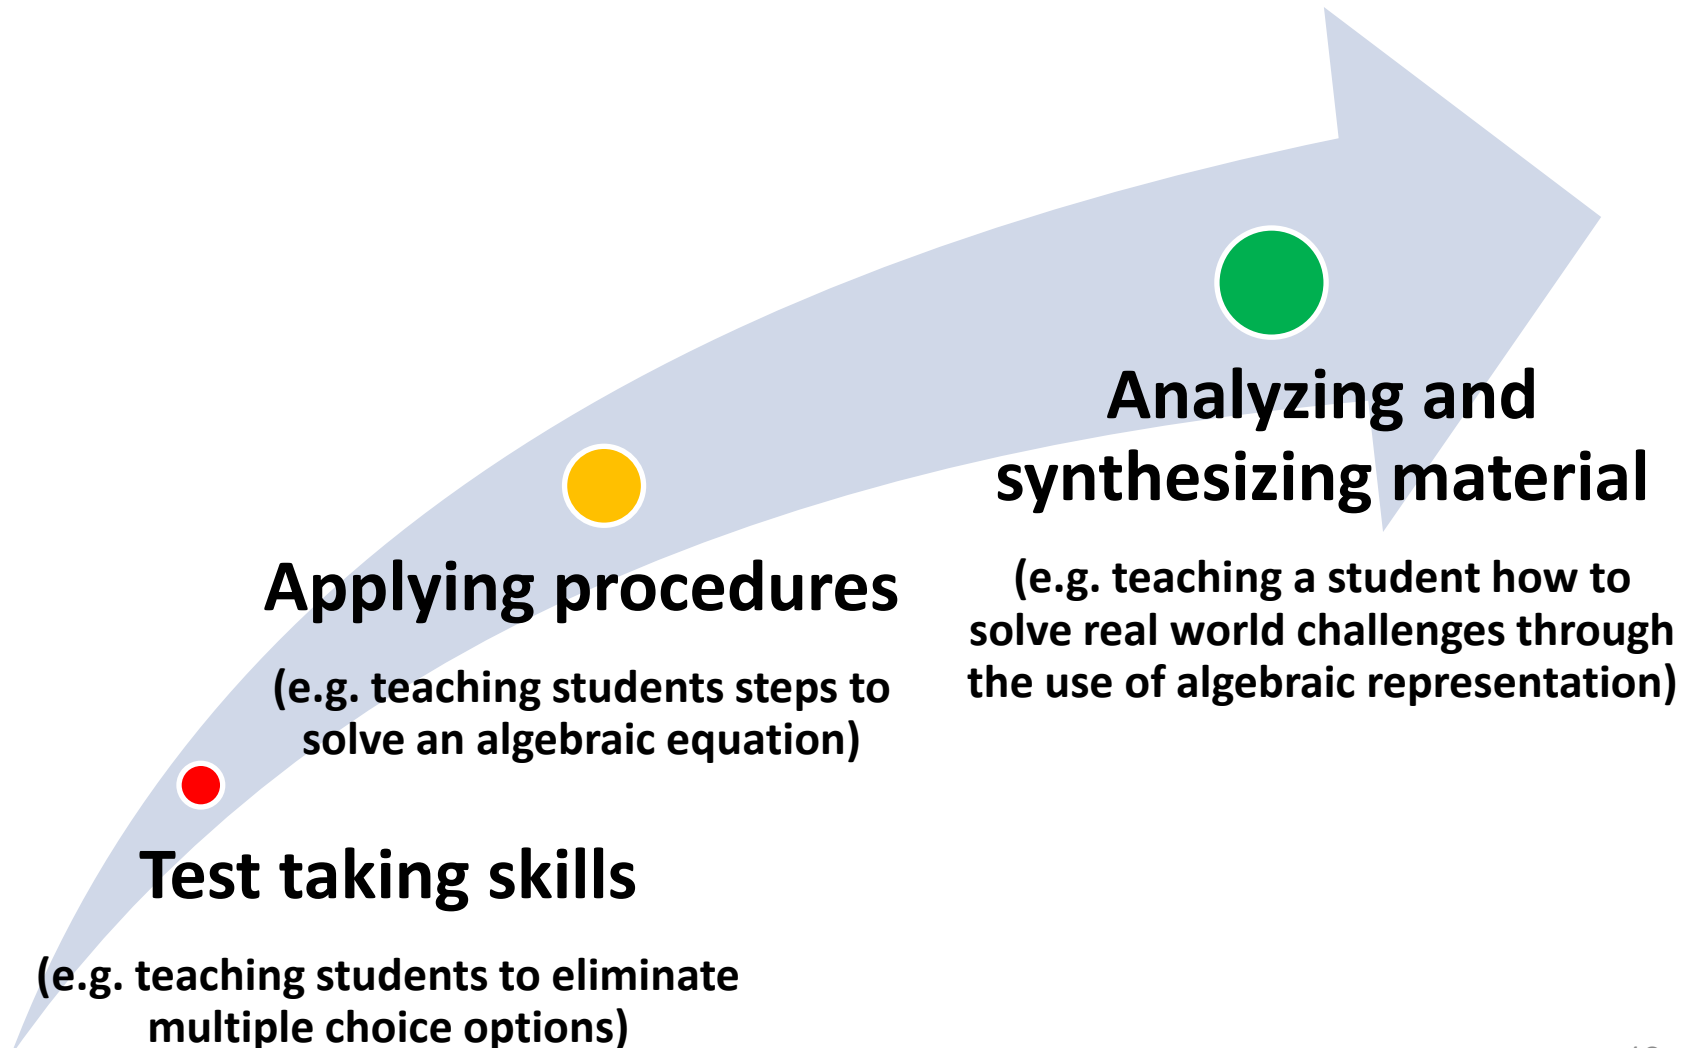 Analyzing and
synthesizing material
(e.g. teaching a student how to
solve real world challenges through
the use of algebraic representation)
Applying procedures
(e.g. teaching students steps to
solve an algebraic equation)
Test taking skills
(e.g. teaching students to eliminate
multiple choice options)